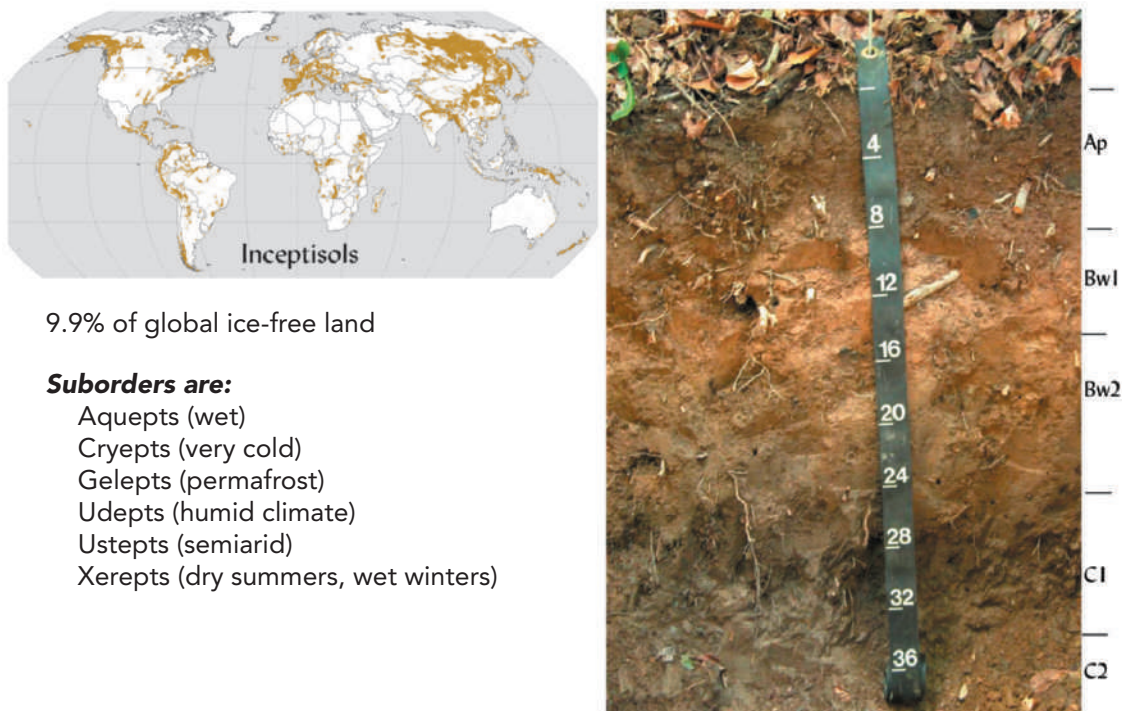 Inceptisols
9.9% of global ice-free land
Suborders are:
Aquepts (wet)
Cryepts (very cold)
Gelepts (permafrost)
Udepts (humid climate)
Ustepts (semiarid)
Xerepts (dry summers, wet winters)
4
8
12
16
20
24
28
32
36
Ap
Bw1
Bw2
C1
C2